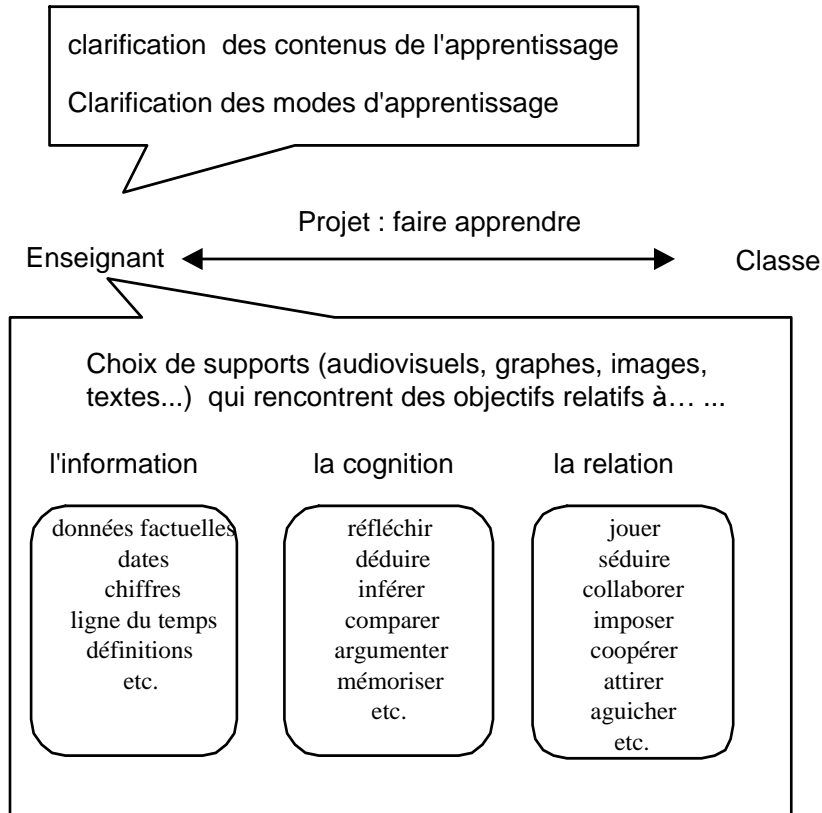 clarification des contenus de l'apprentissage
Clarification des modes d'apprentissage
Projet : faire apprendre
Enseignant
Classe
Choix de supports (audiovisuels, graphes, images,
textes...) qui rencontrent des objectifs relatifs à… ...
l'information
la cognition
la relation
données factuelles
dates
chiffres
ligne du temps
définitions
etc.
réfléchir
déduire
inférer
comparer
argumenter
mémoriser
etc.
jouer
séduire
collaborer
imposer
coopérer
attirer
aguicher
etc.